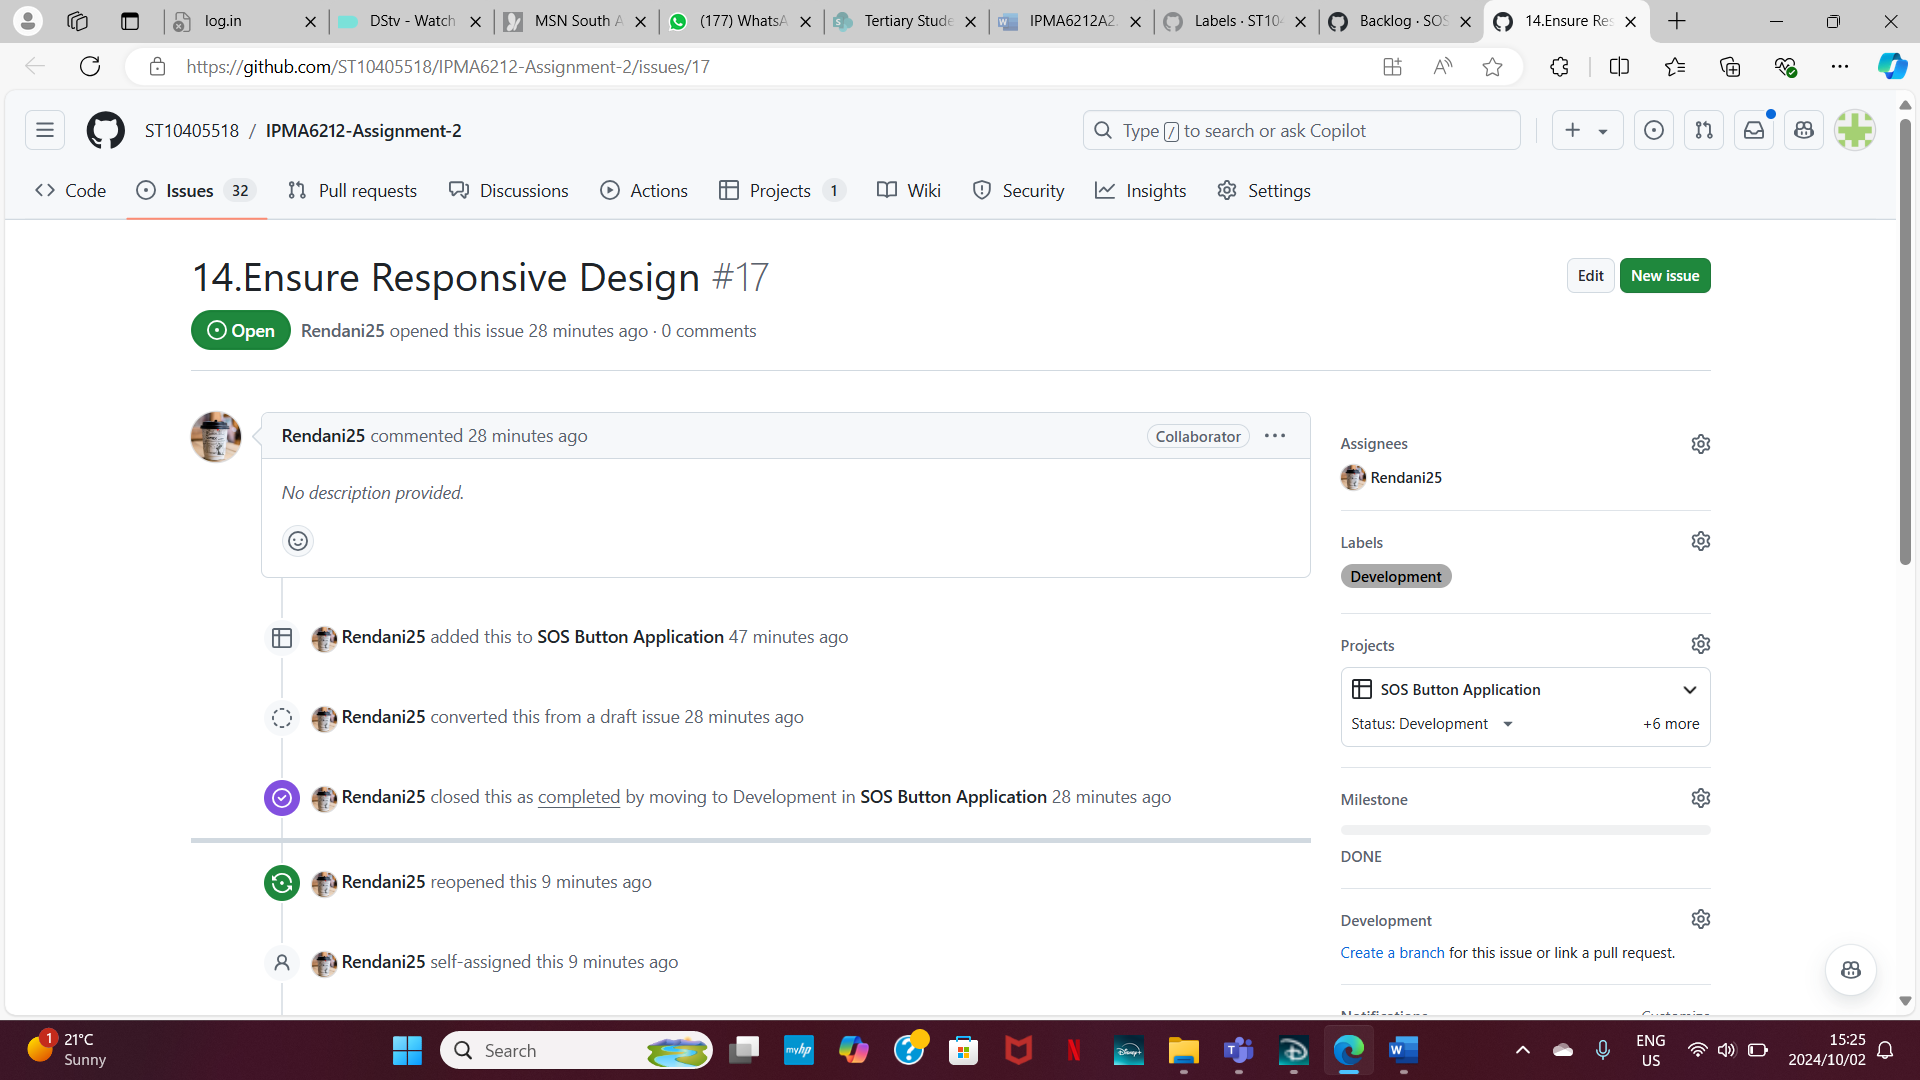 log.in
DStv - Watch
MSN South A
(177) WhatsA
Tertiary Stude
IPMA6212A2.
Labels · ST104
Backlog · SOS
14.Ensure Res
https://github.com/ST10405518/IPMA6212-Assignment-2/issues/17
ST10405518 / IPMA6212-Assignment-2
Type / to search or ask Copilot
Code
Issues 32
Pull requests
Discussions
Actions
Projects 1
Wiki
Security
Insights
Settings
14.Ensure Responsive Design #17
Edit
New issue
Open
Rendani25 opened this issue 28 minutes ago · 0 comments
Rendani25 commented 28 minutes ago
Collaborator
No description provided.
Rendani25 added this to SOS Button Application 47 minutes ago
Rendani25 converted this from a draft issue 28 minutes ago
Rendani25 closed this as completed by moving to Development in SOS Button Application 28 minutes ago
Rendani25 reopened this 9 minutes ago
Rendani25 self-assigned this 9 minutes ago
Assignees
Rendani25
Labels
Development
Projects
SOS Button Application
Status: Development
+6 more
Milestone
DONE
Development
Create a branch for this issue or link a pull request.
Notifications
Customize
1
21°C
Sunny
Search
myhp
Disney+
ENG
US
15:25
2024/10/02